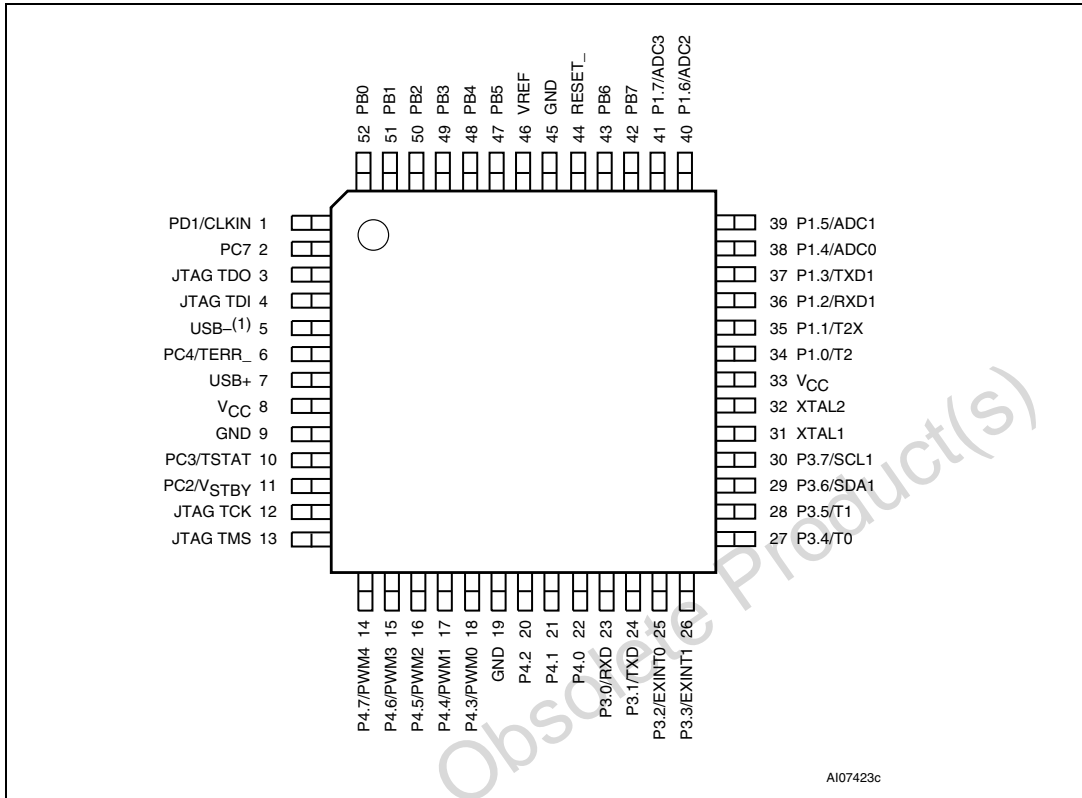 52 PB0
51 PB1
50 PB2
49 PB3
48 PB4
47 PB5
46 VREF
45 GND
44 RESET_
43 PB6
42 PB7
41 P1.7/ADC3
40 P1.6/ADC2
PD1/CLKIN 1
PC7 2
JTAG TDO 3
JTAG TDI 4
USB–(1) 5
PC4/TERR_ 6
USB+ 7
VCC 8
GND 9
PC3/TSTAT 10
PC2/VSTBY 11
JTAG TCK 12
JTAG TMS 13
39 P1.5/ADC1
38 P1.4/ADC0
37 P1.3/TXD1
36 P1.2/RXD1
35 P1.1/T2X
34 P1.0/T2
33 VCC
32 XTAL2
31 XTAL1
30 P3.7/SCL1
29 P3.6/SDA1
28 P3.5/T1
27 P3.4/T0
P4.7/PWM4 14
P4.6/PWM3 15
P4.5/PWM2 16
P4.4/PWM1 17
P4.3/PWM0 18
GND 19
P4.2 20
P4.1 21
P4.0 22
P3.0/RXD 23
P3.1/TXD 24
P3.2/EXINT0 25
P3.3/EXINT1 26
Obsolete Product(s)
AI07423c